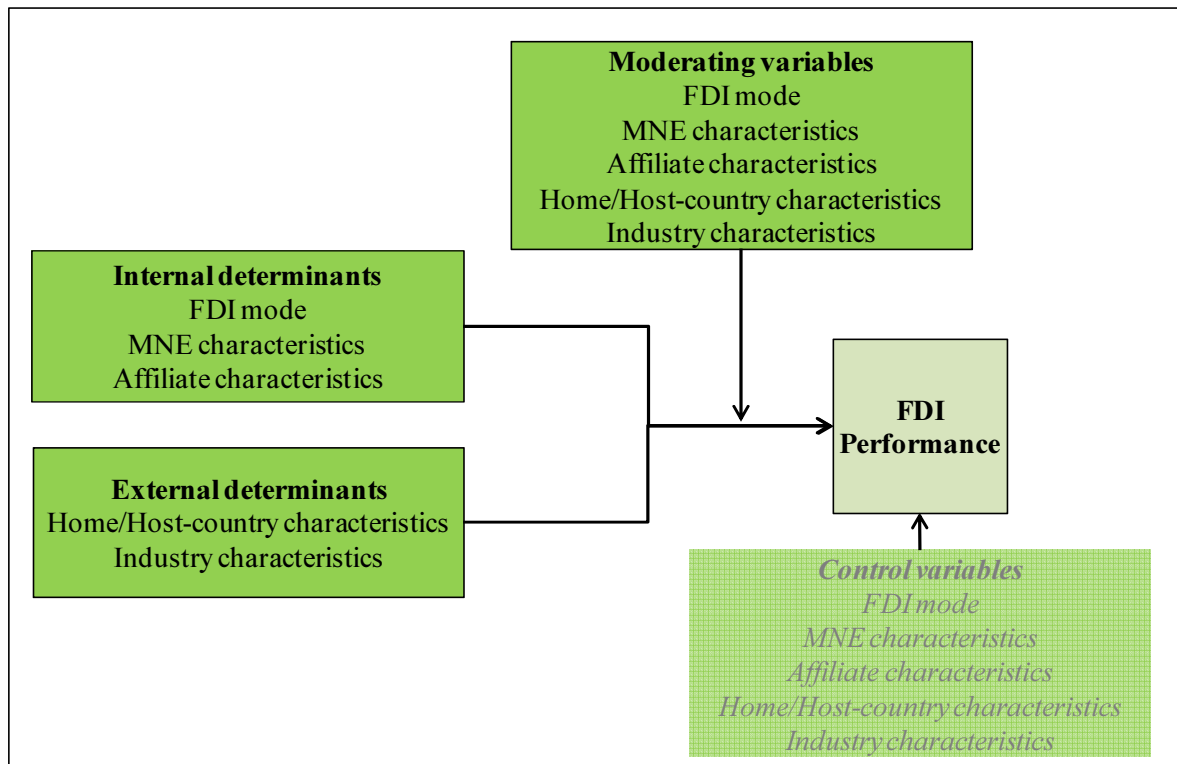 Moderating variables
FDI mode
MNE characteristics
Affiliate characteristics
Home/Host-country characteristics
Industry characteristics
Internal determinants
FDI mode
MNE characteristics
Affiliate characteristics
External determinants
Home/Host-country characteristics
Industry characteristics
FDI
Performance
Control variables
FDI mode
MNE characteristics
Affiliate characteristics
Home/Host-country characteristics
Industry characteristics